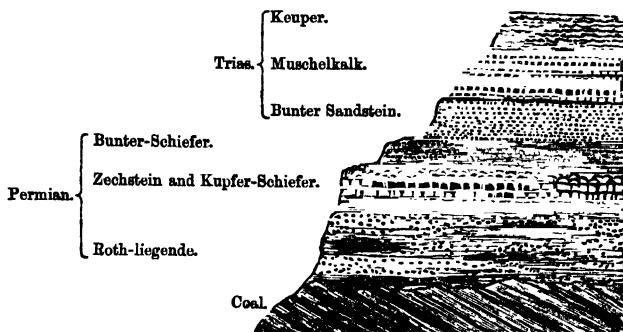 Keuper.
Trias.
Muschelkalk.
Bunter Sandstein.
Bunter-Schiefer.
Zechstein and Kupfer-Schiefer.
Permian.
Roth-liegende.
Coal.